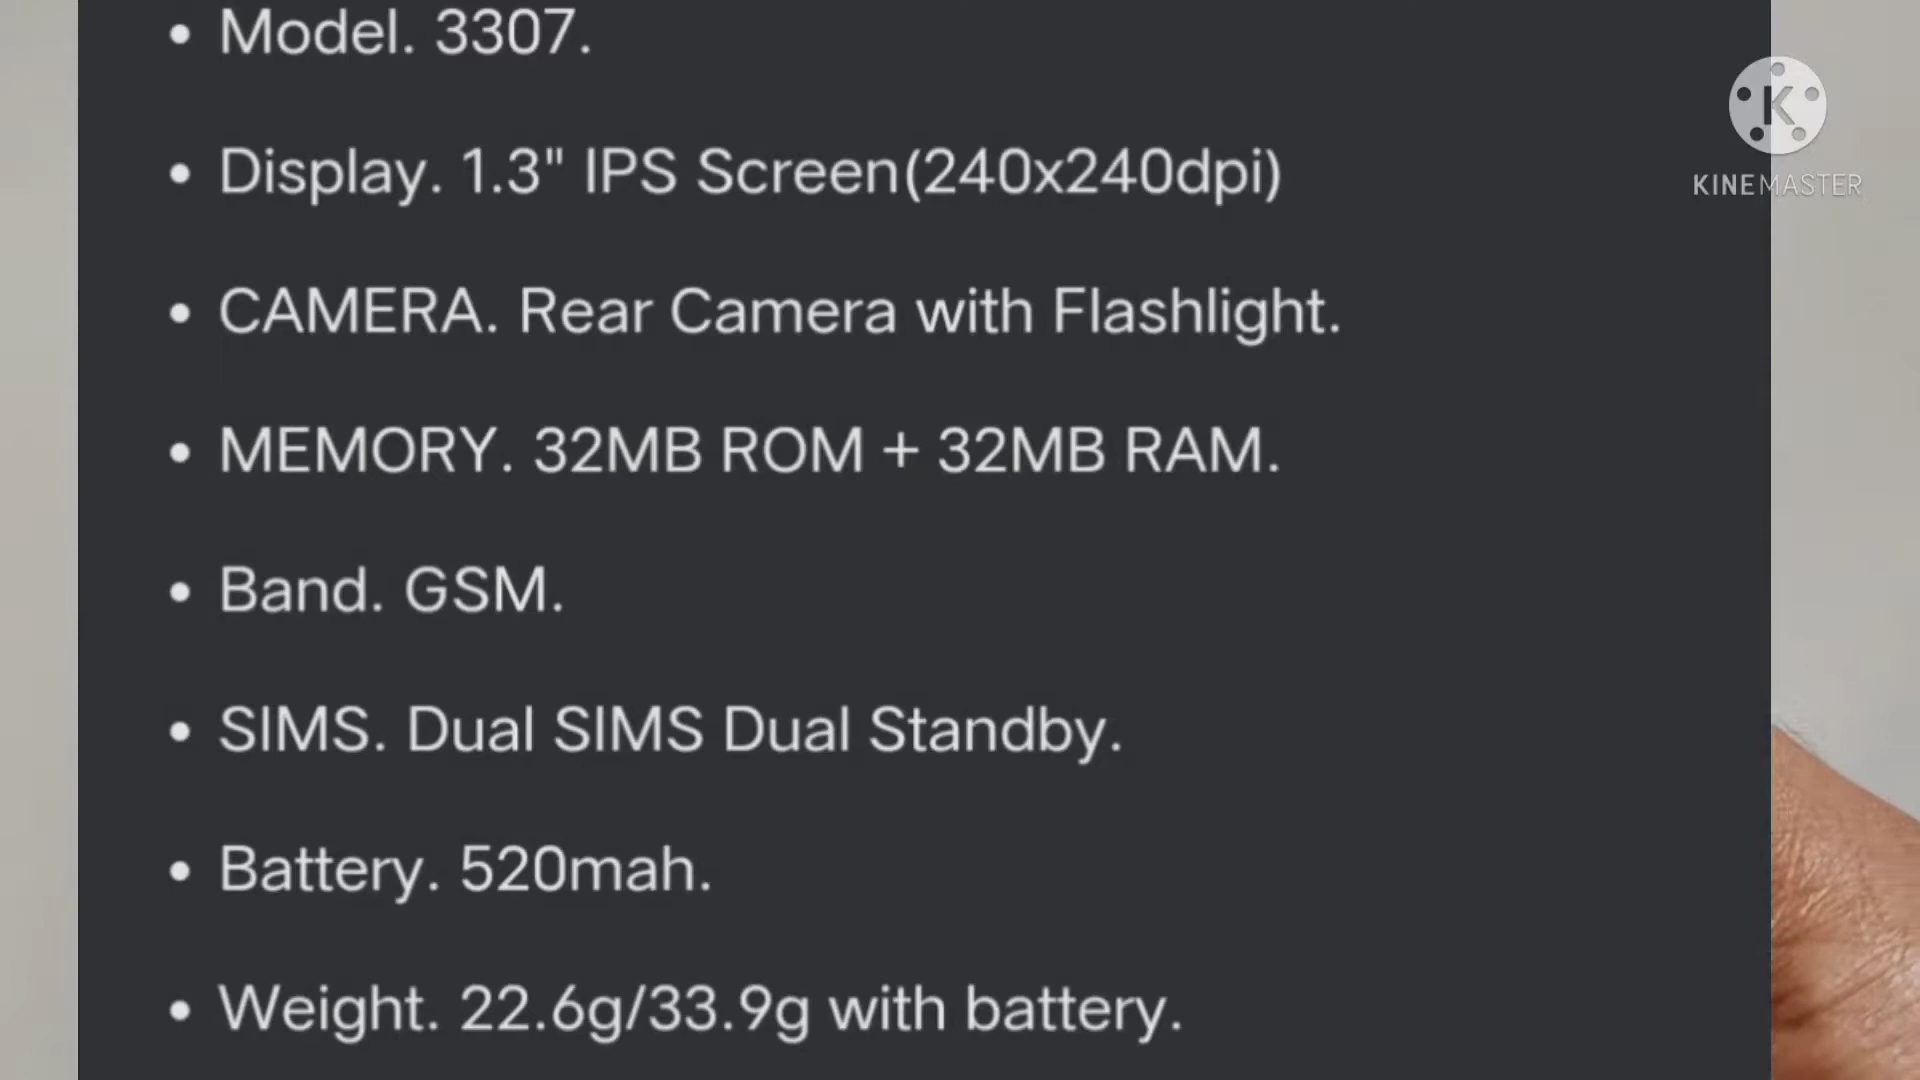 • Model. 3307.
• Display. 1.3" IPS Screen(240x240dpi)
• CAMERA. Rear Camera with Flashlight.
• MEMORY. 32MB ROM + 32MB RAM.
• Band. GSM.
• SIMS. Dual SIMS Dual Standby.
• Battery. 520mah.
• Weight. 22.6g/33.9g with battery.
K
KINEMASTER